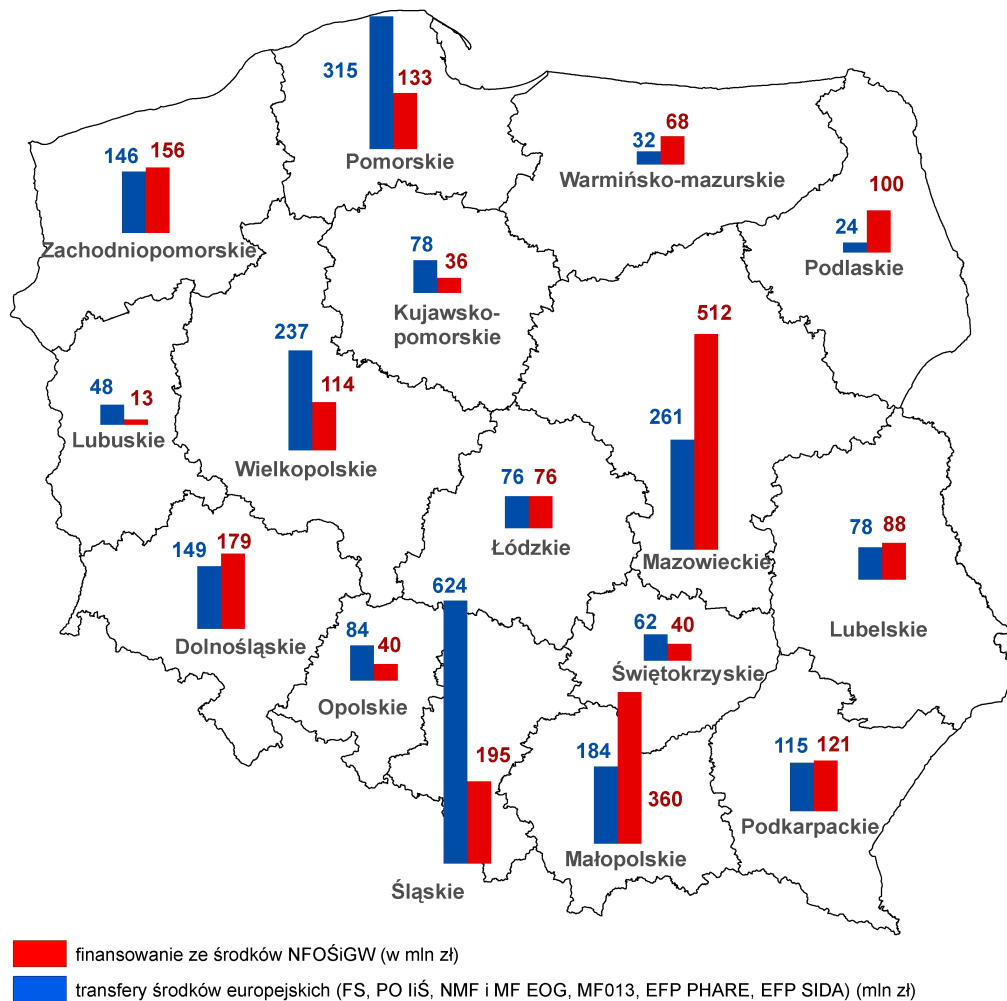 315
133
Pomorskie
146
156
Zachodniopomorskie
32
68
Warmińsko-mazurskie
24
100
Podlaskie
78
36
Kujawsko-
pomorskie
48
13
Lubuskie
237
114
Wielkopolskie
261
512
Mazowieckie
76
76
Łódzkie
78
88
Lubelskie
149
179
Dolnośląskie
84
40
Opolskie
624
195
Śląskie
62
40
Świętokrzyskie
184
360
Małopolskie
115
121
Podkarpackie
finansowanie ze środków NFOŚiGW (w mln zł)
transfery środków europejskich (FS, PO IiŚ, NMF i MF EOG, MF013, EFP PHARE, EFP SIDA) (mln zł)